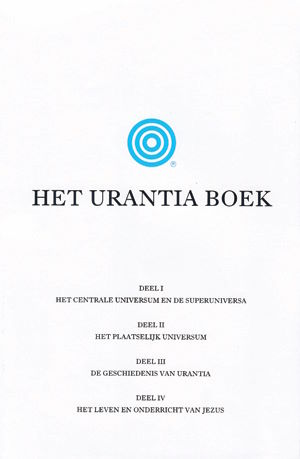 ®
HET URANTIA BOEK
DEEL I
HET CENTRALE UNIVERSUM EN DE SUPERUNIVERSA
DEEL II
HET PLAATSELIJK UNIVERSUM
DEEL III
DE GESCHIEDENIS VAN URANTIA
DEEL IV
HET LEVEN EN ONDERRICHT VAN JEZUS